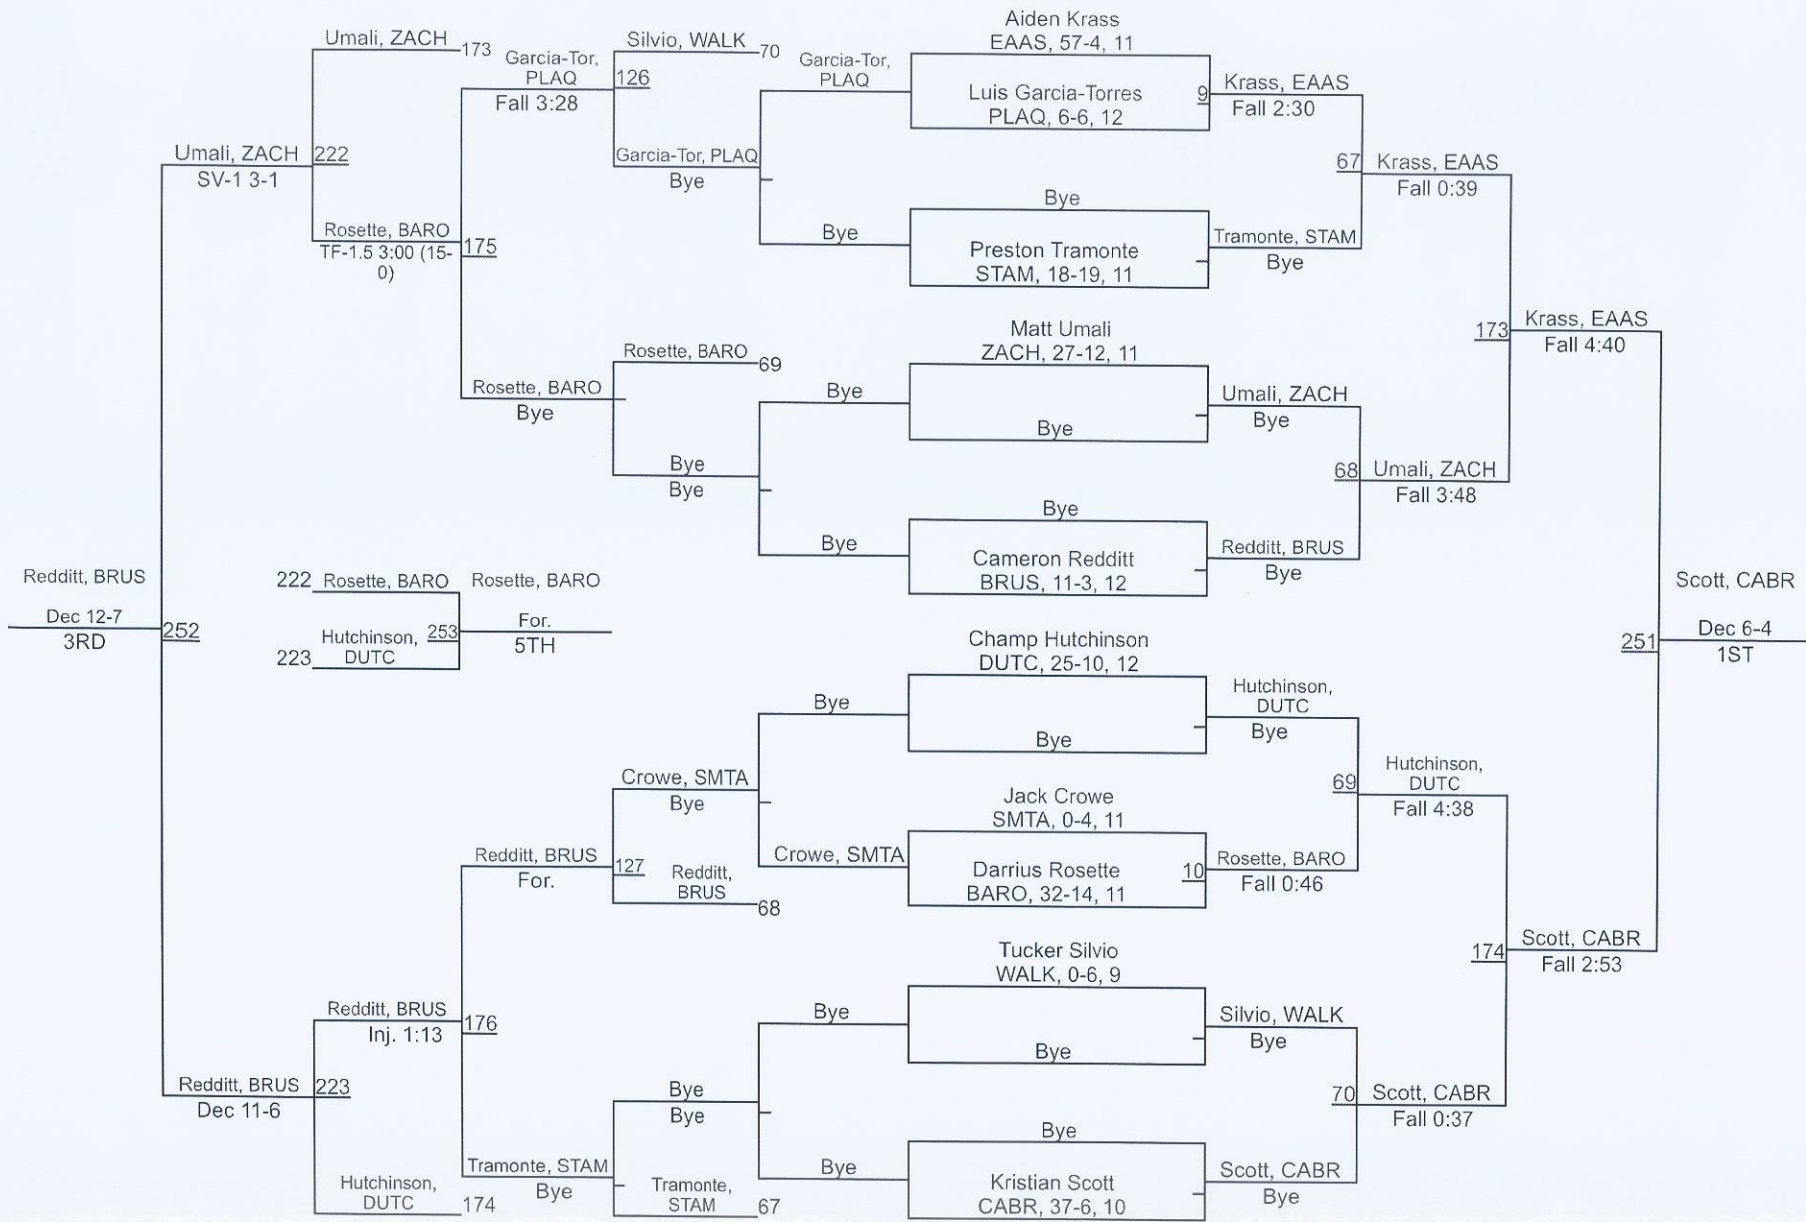 Umali, ZACH
173
Garcia-Tor,
PLAQ
Fall 3:28
Silvio, WALK
70
126
Garcia-Tor, PLAQ
Bye
Garcia-Tor,
PLAQ
Aiden Krass
EAAS, 57-4, 11
Luis Garcia-Torres
PLAQ, 6-6, 12
9
Krass, EAAS
Fall 2:30
67
Krass, EAAS
Fall 0:39
Umali, ZACH
SV-1 3-1
222
Rosette, BARO
TF-1.5 3:00 (15-
0)
175
Bye
Bye
Preston Tramonte
STAM, 18-19, 11
Tramonte, STAM
Bye
Rosette, BARO
69
Rosette, BARO
Bye
Bye
Bye
Bye
Matt Umali
ZACH, 27-12, 11
Bye
Umali, ZACH
Bye
173
Krass, EAAS
Fall 4:40
68
Umali, ZACH
Fall 3:48
Bye
Bye
Cameron Redditt
BRUS, 11-3, 12
Redditt, BRUS
Bye
Redditt, BRUS
Dec 12-7
3RD
252
222
Rosette, BARO
Hutchinson,
DUTC
223
253
Rosette, BARO
For.
5TH
Scott, CABR
Dec 6-4
1ST
251
Champ Hutchinson
DUTC, 25-10, 12
Bye
Bye
Hutchinson,
DUTC
Bye
Crowe, SMTA
Bye
Crowe, SMTA
Jack Crowe
SMTA, 0-4, 11
Darrius Rosette
BARO, 32-14, 11
10
Rosette, BARO
Fall 0:46
69
Hutchinson,
DUTC
Fall 4:38
Redditt, BRUS
For.
127
Redditt,
BRUS
68
174
Scott, CABR
Fall 2:53
Tucker Silvio
WALK, 0-6, 9
Bye
Bye
Silvio, WALK
Bye
Redditt, BRUS
Inj. 1:13
176
Redditt, BRUS
Dec 11-6
223
Bye
Bye
70
Scott, CABR
Fall 0:37
Bye
Bye
Kristian Scott
CABR, 37-6, 10
Scott, CABR
Bye
Tramonte, STAM
Bye
Tramonte,
STAM
67
Hutchinson,
DUTC
174